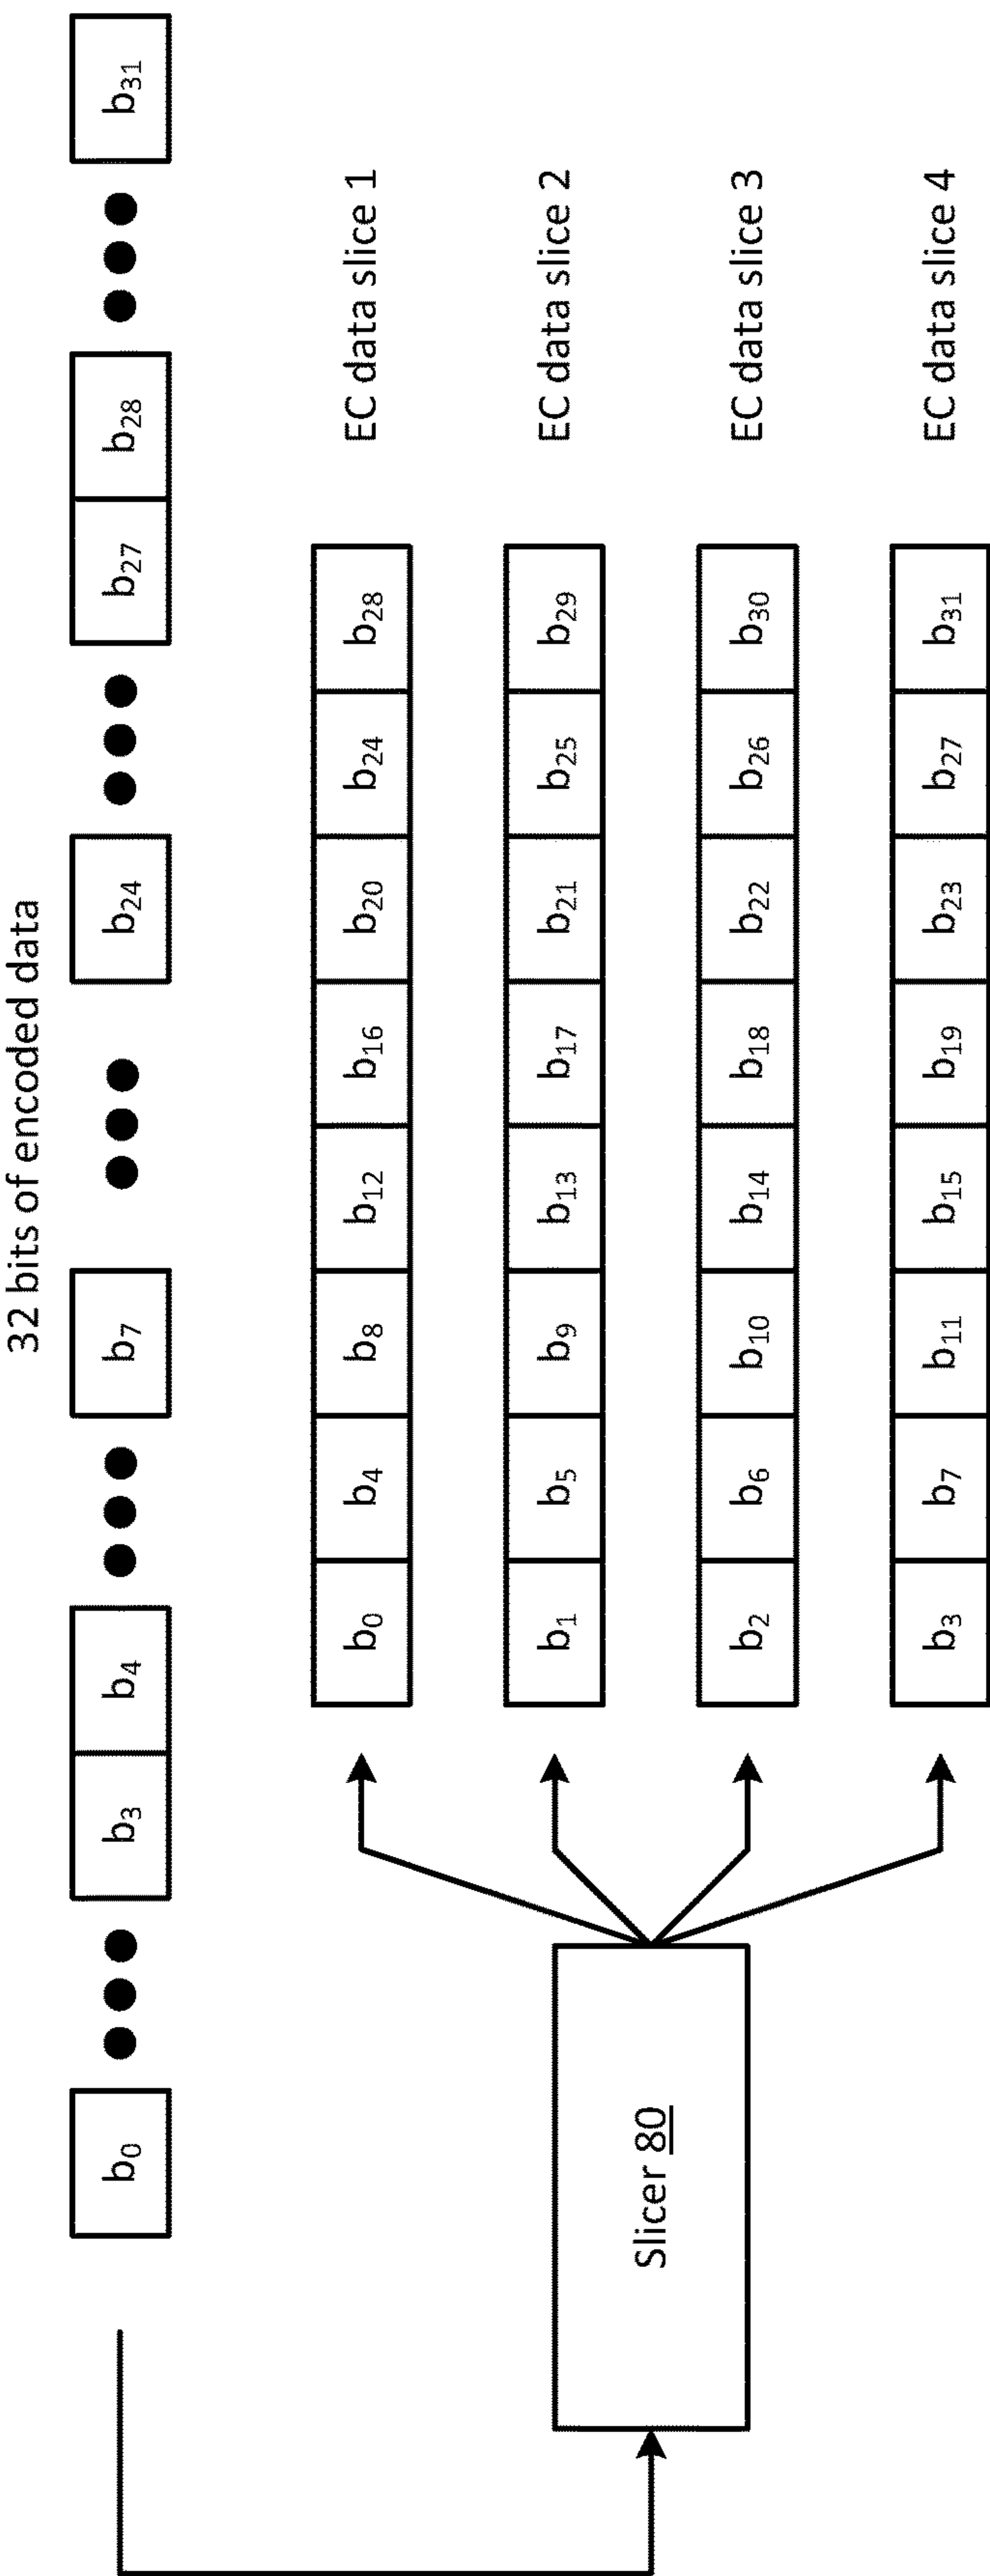 32 bits of encoded data
b0 b3 b4 b7 b24 b27 b28 b31
b0 b4 b8 b12 b16 b20 b24 b28 EC data slice 1
b1 b5 b9 b13 b17 b21 b25 b29 EC data slice 2
Slicer 80
b2 b6 b10 b14 b18 b22 b26 b30 EC data slice 3
b3 b7 b11 b15 b19 b23 b27 b31 EC data slice 4